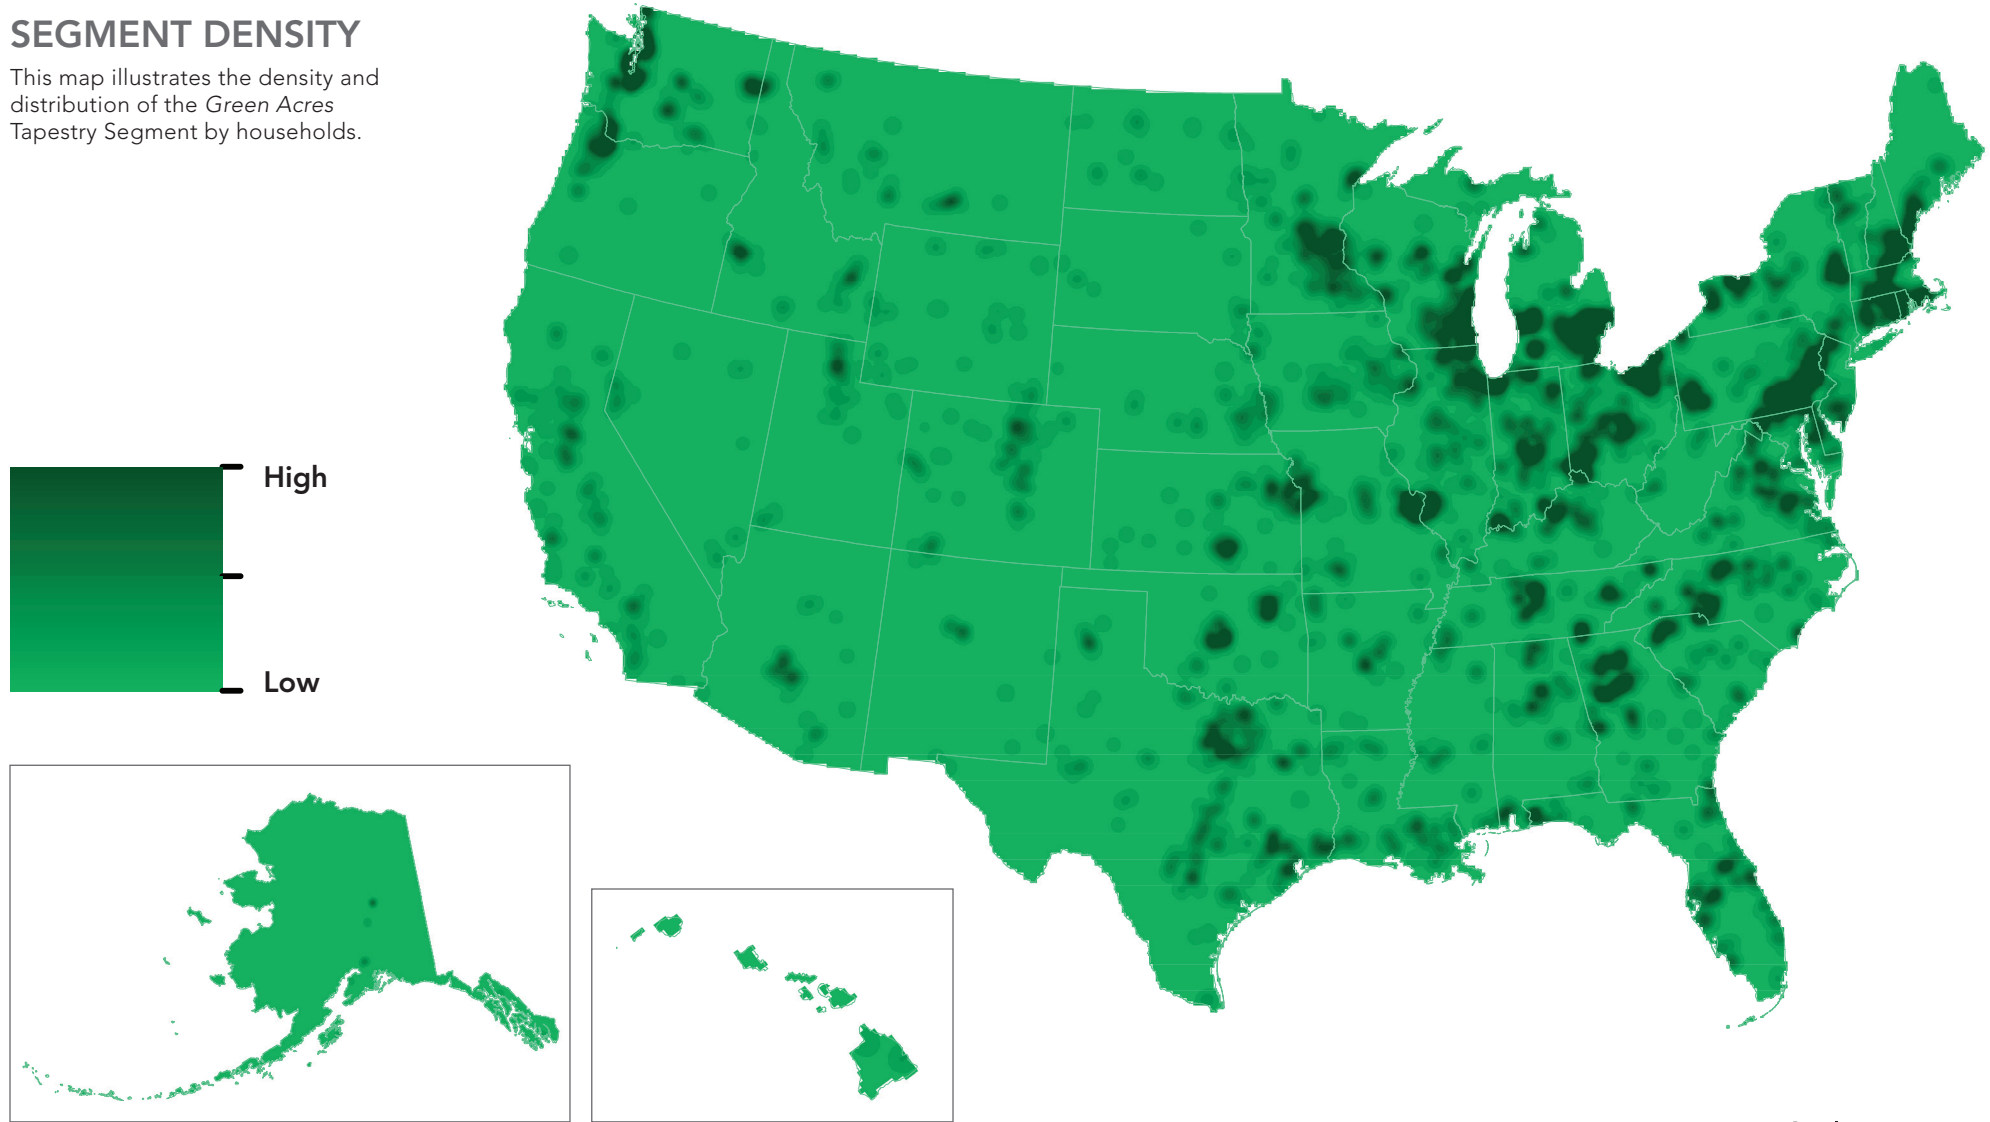 SEGMENT DENSITY
This map illustrates the density and
distribution of the Green Acres
Tapestry Segment by households.
High
Low